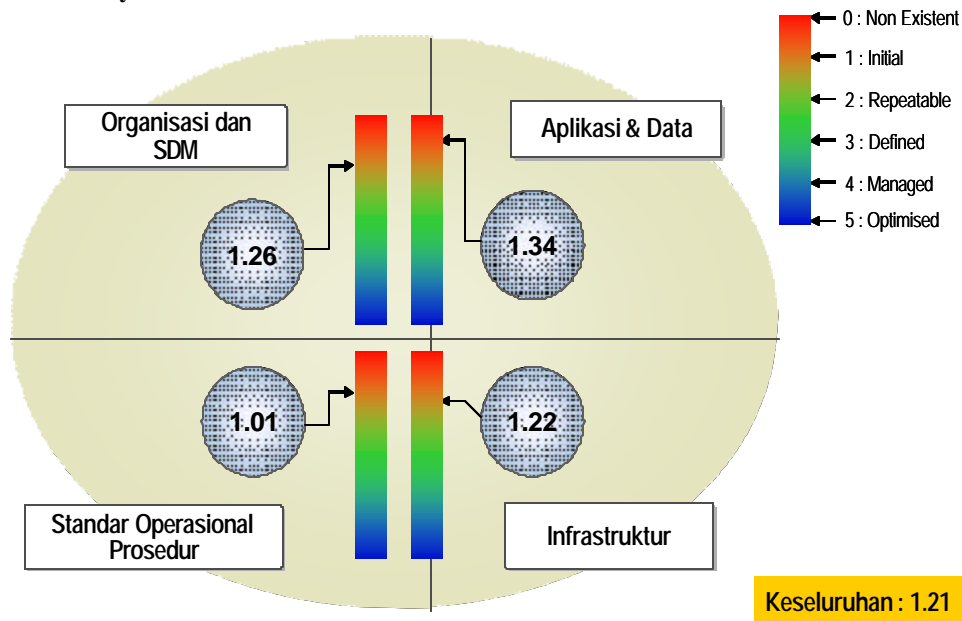 0 : Non Existent
1 : Initial
2 : Repeatable
3 : Defined
4 : Managed
5 : Optimised
Organisasi dan
SDM
Aplikasi & Data
1.26
1.34
1.01
1.22
Standar Operasional
Prosedur
Infrastruktur
Keseluruhan : 1.21